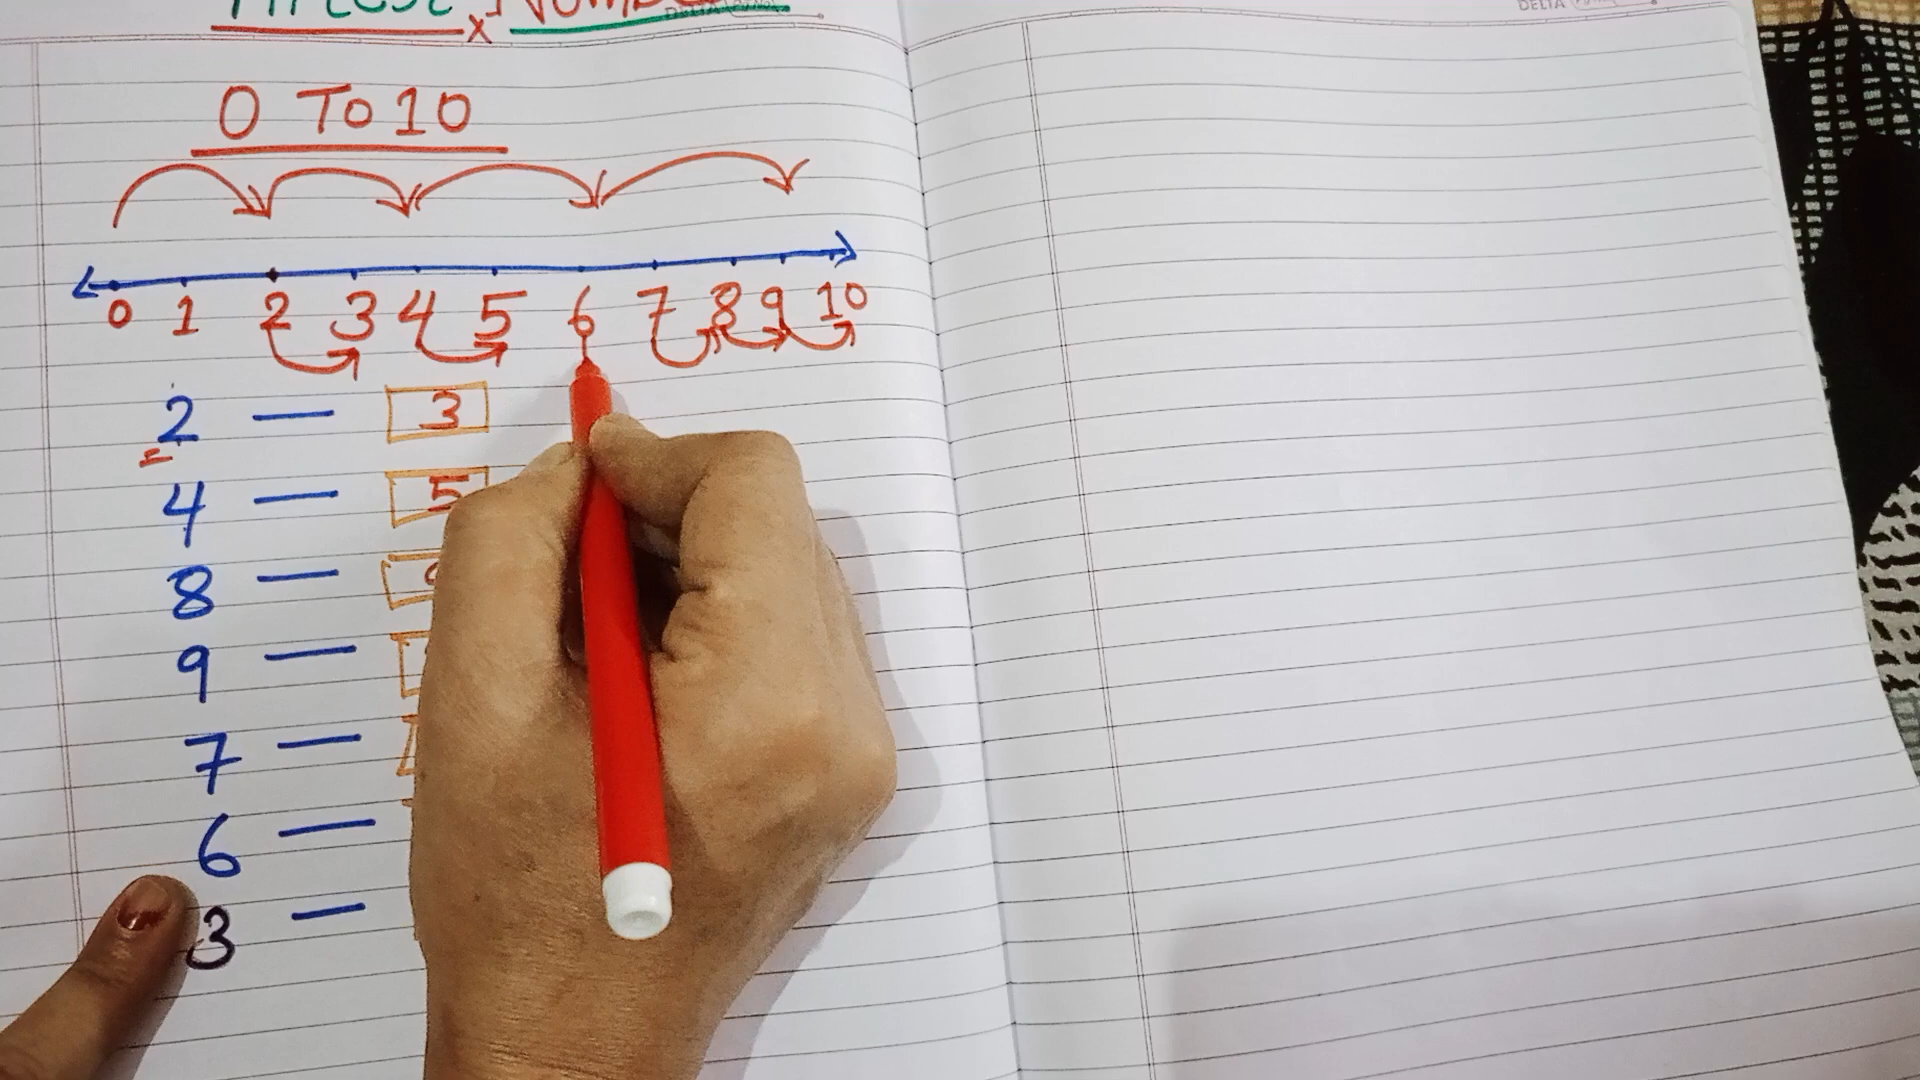 0 To 10
0 1 2 3 4 5 6 7 8 9 10
2 — 3
4 — 5
8 —
9 —
7 —
6 —
3 —
DELTA